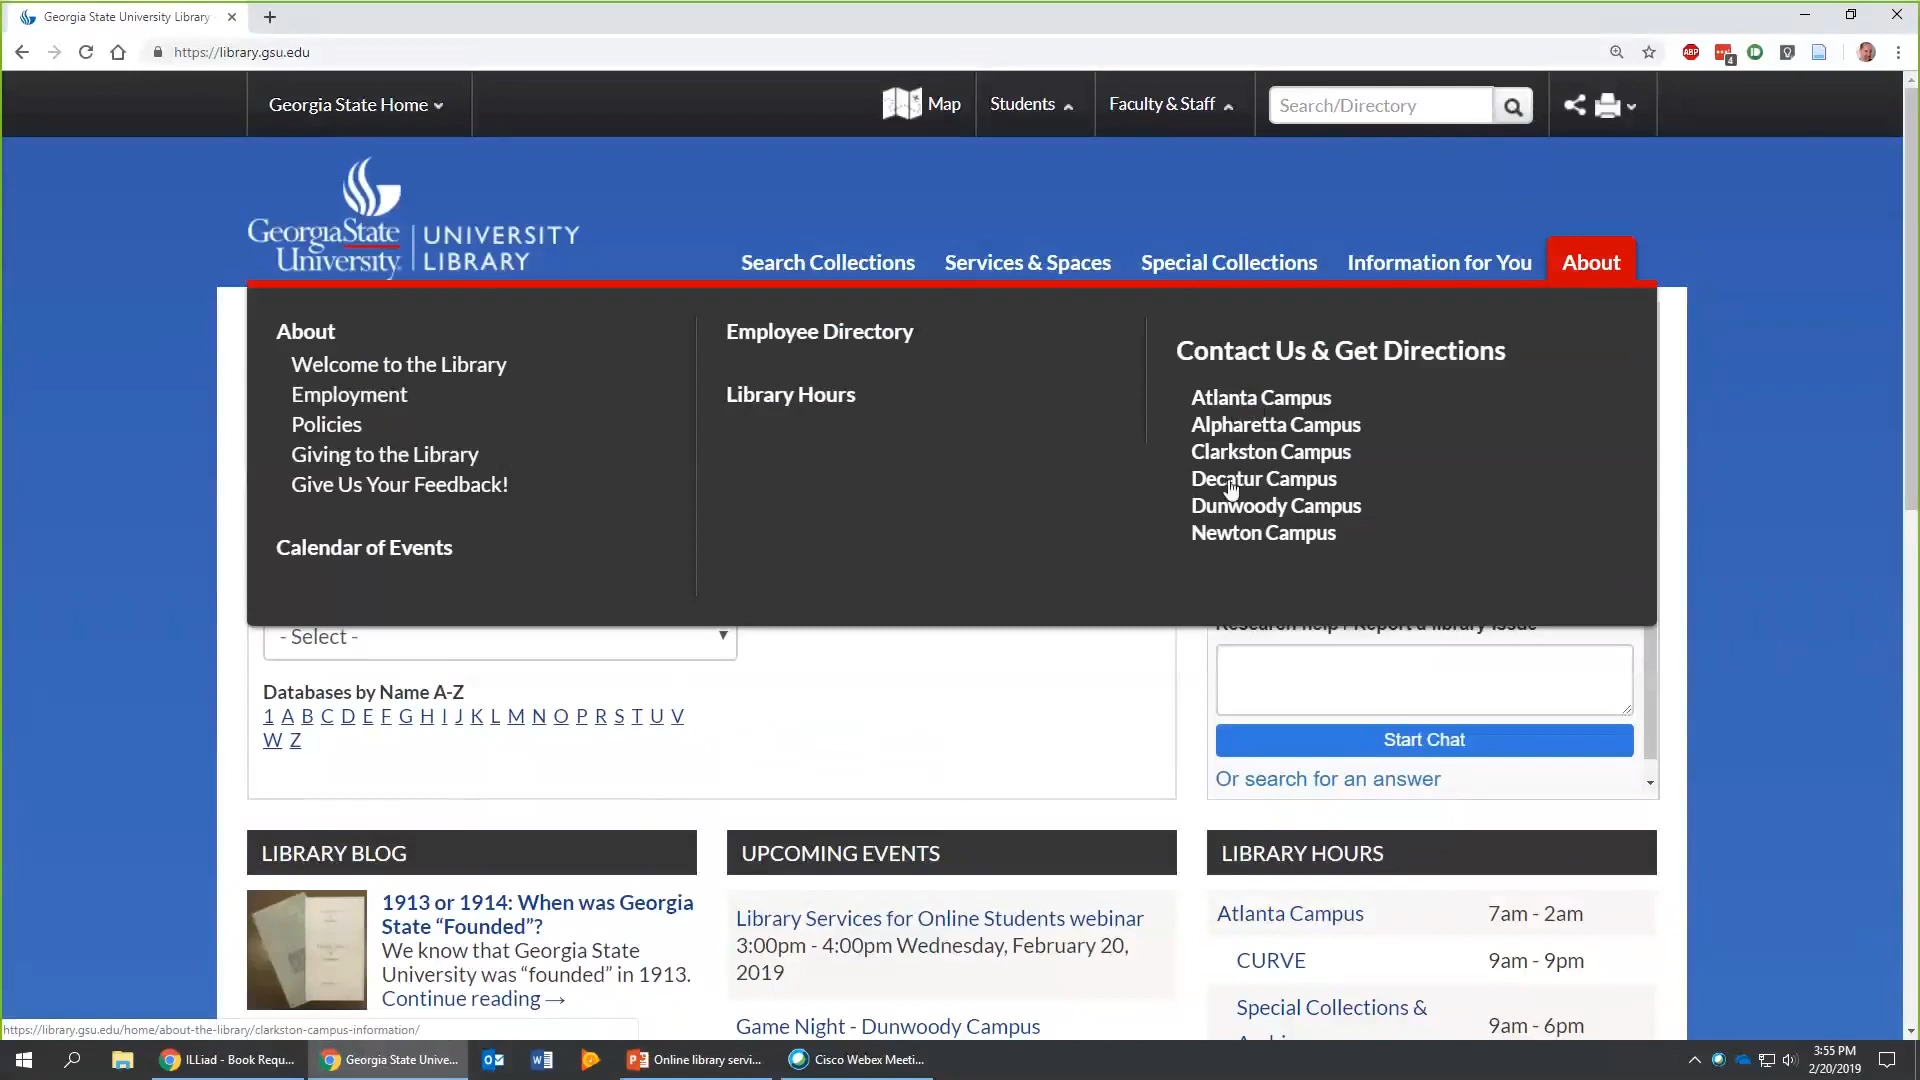 Georgia State University Library
https://library.gsu.edu
ABP
4
Georgia State Home
Map
Students
Faculty & Staff
Search/Directory
GeorgiaState
University
UNIVERSITY
LIBRARY
Search Collections
Services & Spaces
Special Collections
Information for You
About
About
Welcome to the Library
Employment
Policies
Giving to the Library
Give Us Your Feedback!
Calendar of Events
Employee Directory
Library Hours
Contact Us & Get Directions
Atlanta Campus
Alpharetta Campus
Clarkston Campus
Decatur Campus
Dunwoody Campus
Newton Campus
- Select -
Databases by Name A-Z
1 A B C D E F G H I J K L M N O P R S T U V
W Z
Research help / Report a library issue
Start Chat
Or search for an answer
LIBRARY BLOG
1913 or 1914: When was Georgia
State “Founded”?
We know that Georgia State
University was “founded” in 1913.
Continue reading →
UPCOMING EVENTS
Library Services for Online Students webinar
3:00pm - 4:00pm Wednesday, February 20,
2019
Game Night - Dunwoody Campus
LIBRARY HOURS
Atlanta Campus 7am - 2am
CURVE 9am - 9pm
Special Collections &
9am - 6pm
https://library.gsu.edu/home/about-the-library/clarkston-campus-information/
ILLiad - Book Requ...
Georgia State Unive...
Online library servi...
Cisco Webex Meeti...
3:55 PM
2/20/2019